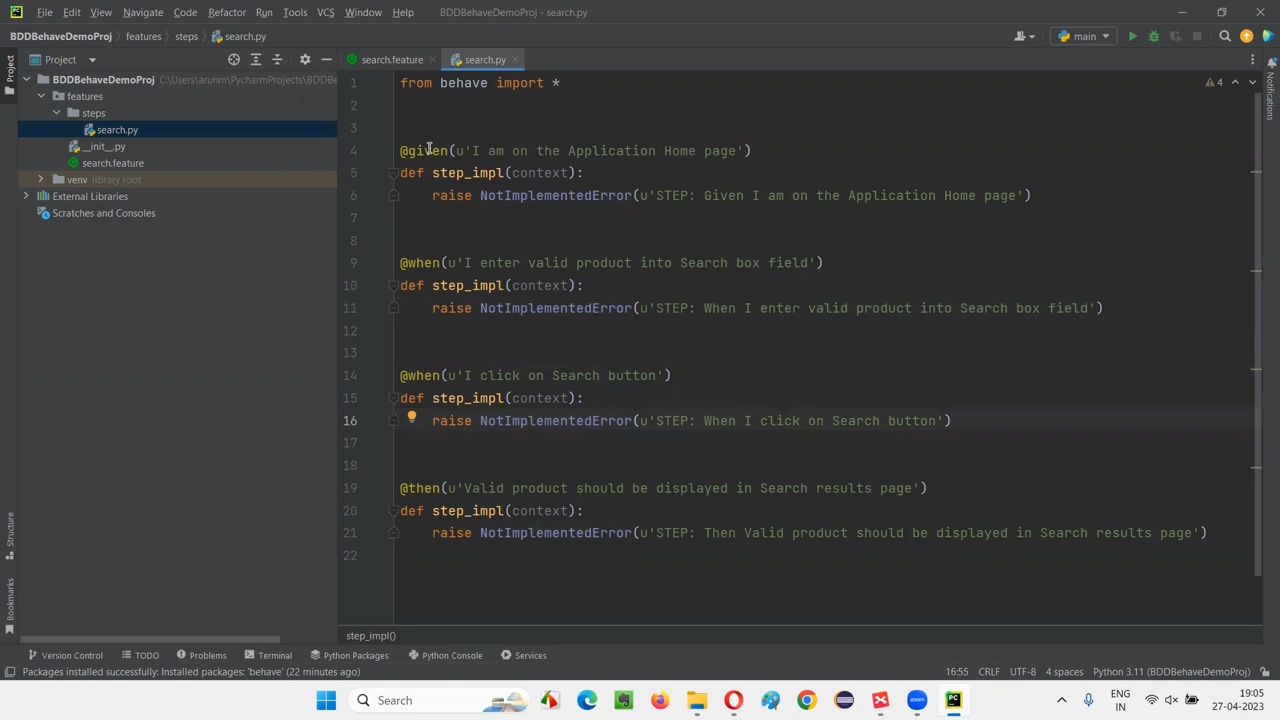 File Edit View Navigate Code Refactor Run Tools VCS Window Help BDDBehaveDemoProj - search.py
BDDBehaveDemoProj features steps search.py main
Project
Project
search.feature
search.py
BDDBehaveDemoProj C:\Users\arunm\PycharmProjects\BDDBe
features
steps
search.py
__init__.py
search.feature
venv library root
External Libraries
Scratches and Consoles
4
1 from behave import *
2
3
4 @given(u'I am on the Application Home page')
5 def step_impl(context):
6 raise NotImplementedError(u'STEP: Given I am on the Application Home page')
7
8
9 @when(u'I enter valid product into Search box field')
10 def step_impl(context):
11 raise NotImplementedError(u'STEP: When I enter valid product into Search box field')
12
13
14 @when(u'I click on Search button')
15 def step_impl(context):
16 raise NotImplementedError(u'STEP: When I click on Search button')
17
18
19 @then(u'Valid product should be displayed in Search results page')
20 def step_impl(context):
21 raise NotImplementedError(u'STEP: Then Valid product should be displayed in Search results page')
22
Notifications
Structure
Bookmarks
step_impl()
Version Control TODO Problems Terminal Python Packages Python Console Services
Packages installed successfully: Installed packages: 'behave' (22 minutes ago) 16:55 CRLF UTF-8 4 spaces Python 3.11 (BDDBehaveDemoProj)
Search
ENG
IN
19:05
27-04-2023